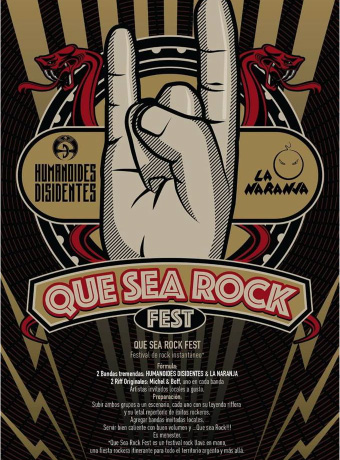 HUMANOIDES
DISIDENTES
LA
NARANJA
QUE SEA ROCK
FEST
QUE SEA ROCK FEST
Festival de rock instantáneo*
Fórmula:
2 Bandas tremendas: HUMANOIDES DISIDENTES & LA NARANJA
2 Riff Originales: Michel & Boff, uno en cada banda
Artistas invitados locales a gusto.
Preparación:
Suba ambos grupos a un escenario, cada uno con su leyenda riffera
y su letal repertorio de éxitos rockeros.
Agregar bandas invitadas locales..
Servir bien caliente con buen volumen y ...Que sea Rock!!!
Es menester.
*Que Sea Rock Fest es un festival rock llave en mano,
una fiesta rockera itinerante para todo el territorio argento y más allá.